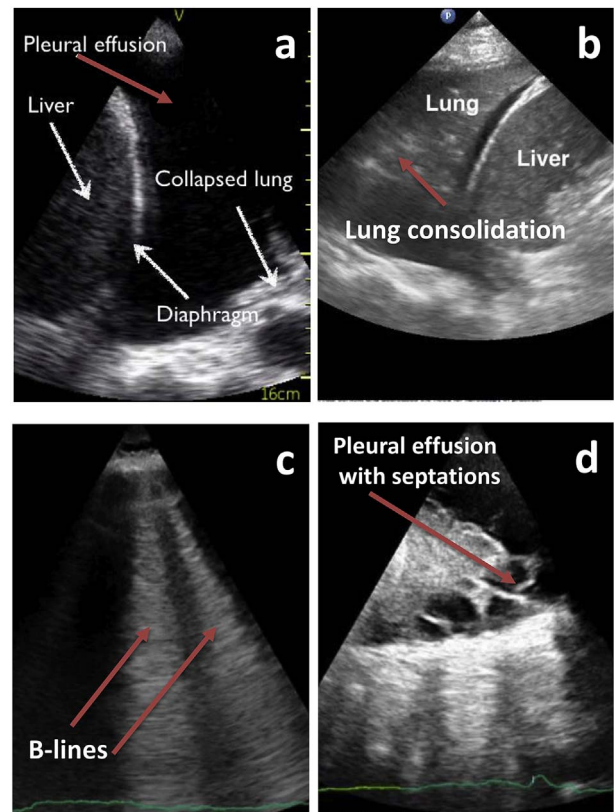 V
a
Pleural effusion
Liver
Collapsed lung
Diaphragm
16cm
P
b
Lung
Liver
Lung consolidation
c
B-lines
d
Pleural effusion
with septations